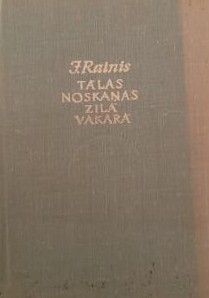 J. Rainis
TĀLAS
NOSKAŅAS
ZILĀ
VAKARĀ